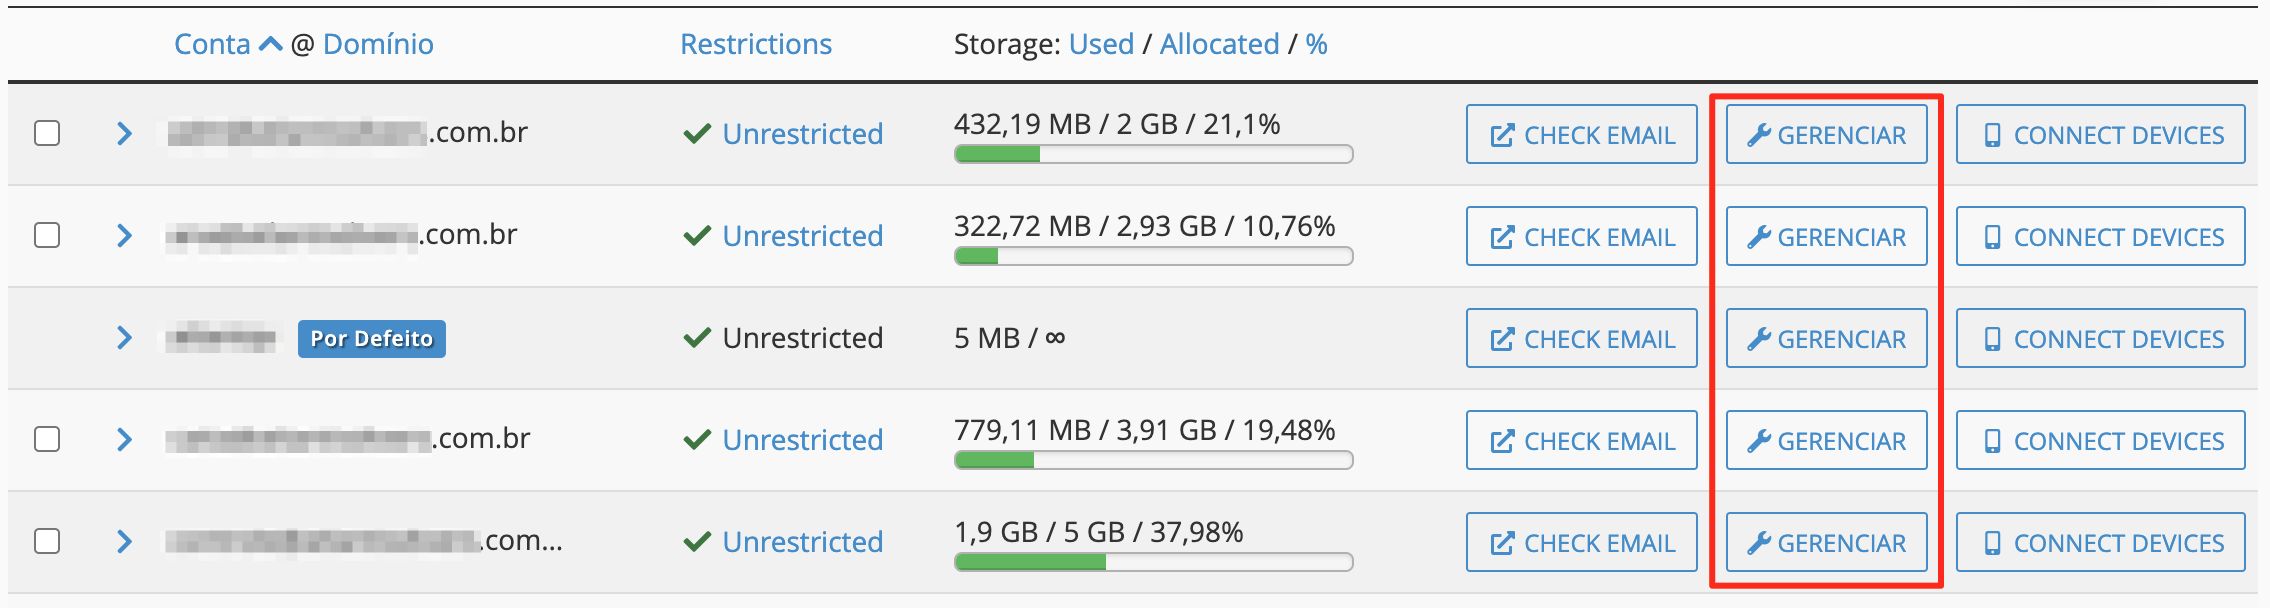 Conta @ Domínio Restrictions Storage: Used / Allocated / %
.com.br Unrestricted 432,19 MB / 2 GB / 21,1% CHECK EMAIL GERENCIAR CONNECT DEVICES
.com.br Unrestricted 322,72 MB / 2,93 GB / 10,76% CHECK EMAIL GERENCIAR CONNECT DEVICES
Por Defeito Unrestricted 5 MB / ∞ CHECK EMAIL GERENCIAR CONNECT DEVICES
.com.br Unrestricted 779,11 MB / 3,91 GB / 19,48% CHECK EMAIL GERENCIAR CONNECT DEVICES
.com... Unrestricted 1,9 GB / 5 GB / 37,98% CHECK EMAIL GERENCIAR CONNECT DEVICES